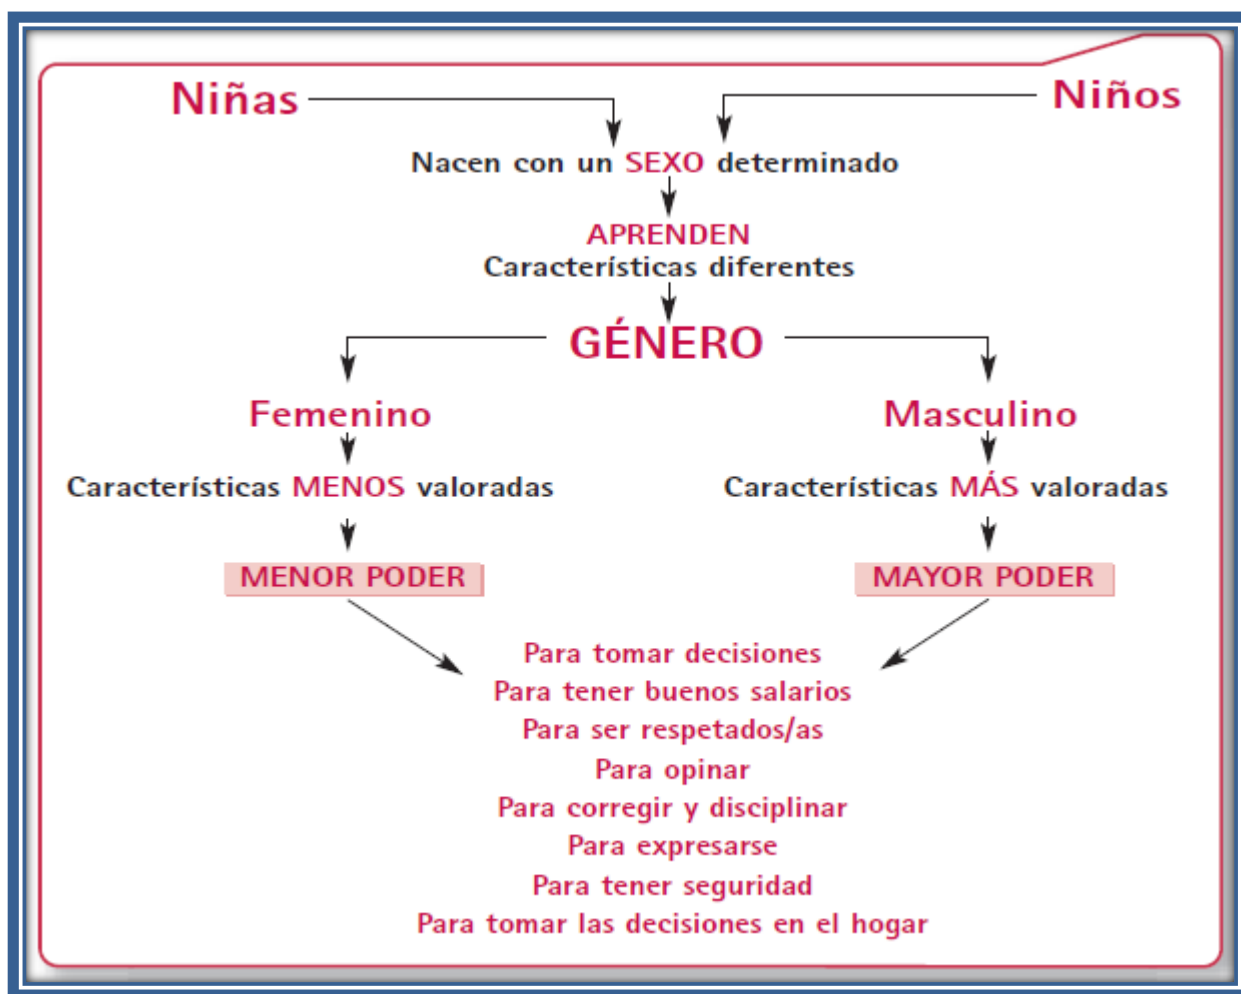 Niñas
Niños
Nacen con un SEXO determinado
APRENDEN
Características diferentes
GÉNERO
Femenino
Masculino
Características MENOS valoradas
Características MÁS valoradas
MENOR PODER
MAYOR PODER
Para tomar decisiones
Para tener buenos salarios
Para ser respetados/as
Para opinar
Para corregir y disciplinar
Para expresarse
Para tener seguridad
Para tomar las decisiones en el hogar